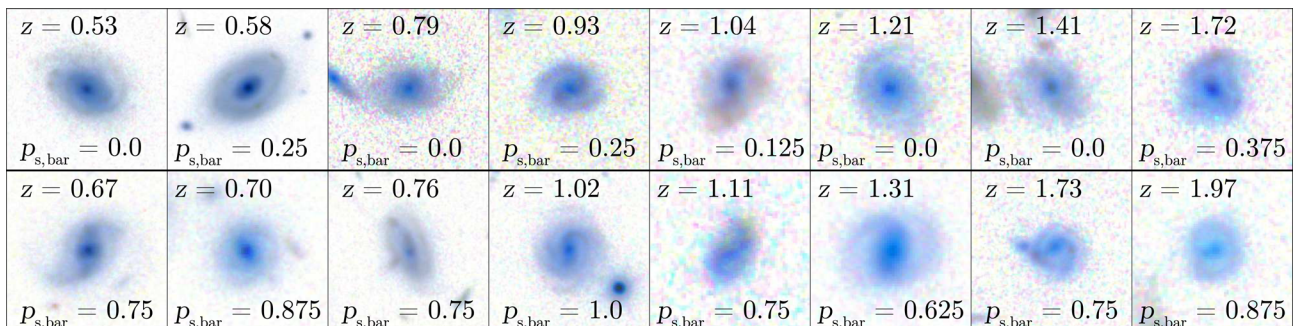 z = 0.53 z = 0.58 z = 0.79 z = 0.93 z = 1.04 z = 1.21 z = 1.41 z = 1.72
p_s,bar = 0.0 p_s,bar = 0.25 p_s,bar = 0.0 p_s,bar = 0.25 p_s,bar = 0.125 p_s,bar = 0.0 p_s,bar = 0.0 p_s,bar = 0.375
z = 0.67 z = 0.70 z = 0.76 z = 1.02 z = 1.11 z = 1.31 z = 1.73 z = 1.97
p_s,bar = 0.75 p_s,bar = 0.875 p_s,bar = 0.75 p_s,bar = 1.0 p_s,bar = 0.75 p_s,bar = 0.625 p_s,bar = 0.75 p_s,bar = 0.875